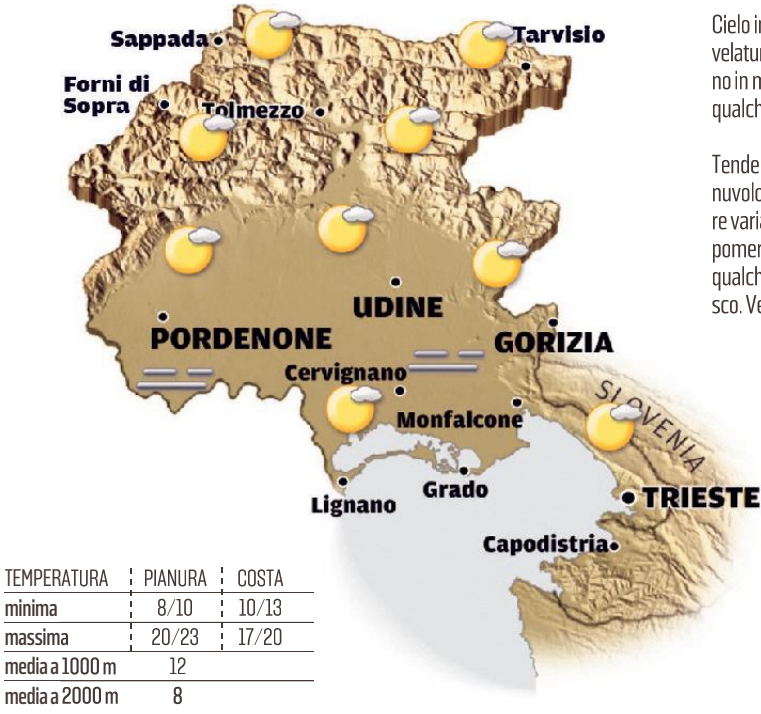 Sappada
Tarvisio
Forni di
Sopra
Tolmezzo
UDINE
PORDENONE
GORIZIA
Cervignano
SLOVENIA
Monfalcone
Grado
Lignano
TRIESTE
Capodistria
TEMPERATURA PIANURA COSTA
minima 8/10 10/13
massima 20/23 17/20
media a 1000 m 12
media a 2000 m 8
Cielo
velatu
no in
qualch
Tende
nuvolo
re varia
pomer
qualch
sco. Ve